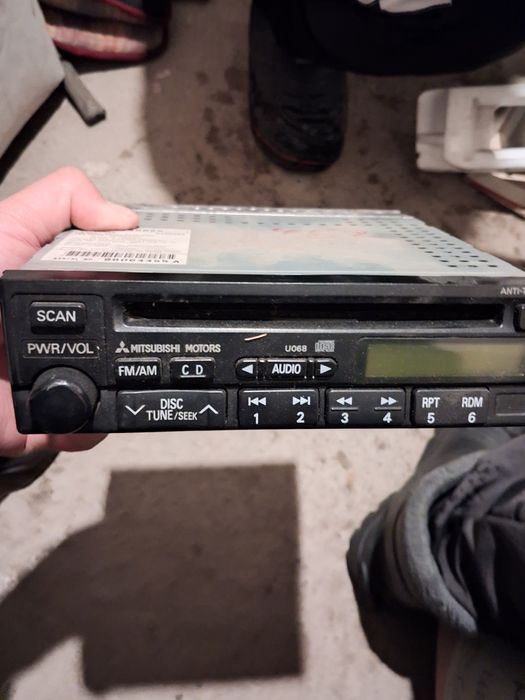 ANTI-T
SCAN
PWR/VOL
MITSUBISHI MOTORS
U068
FM/AM
C D
AUDIO
DISC
TUNE/SEEK
1
2
3
4
RPT
5
RDM
6